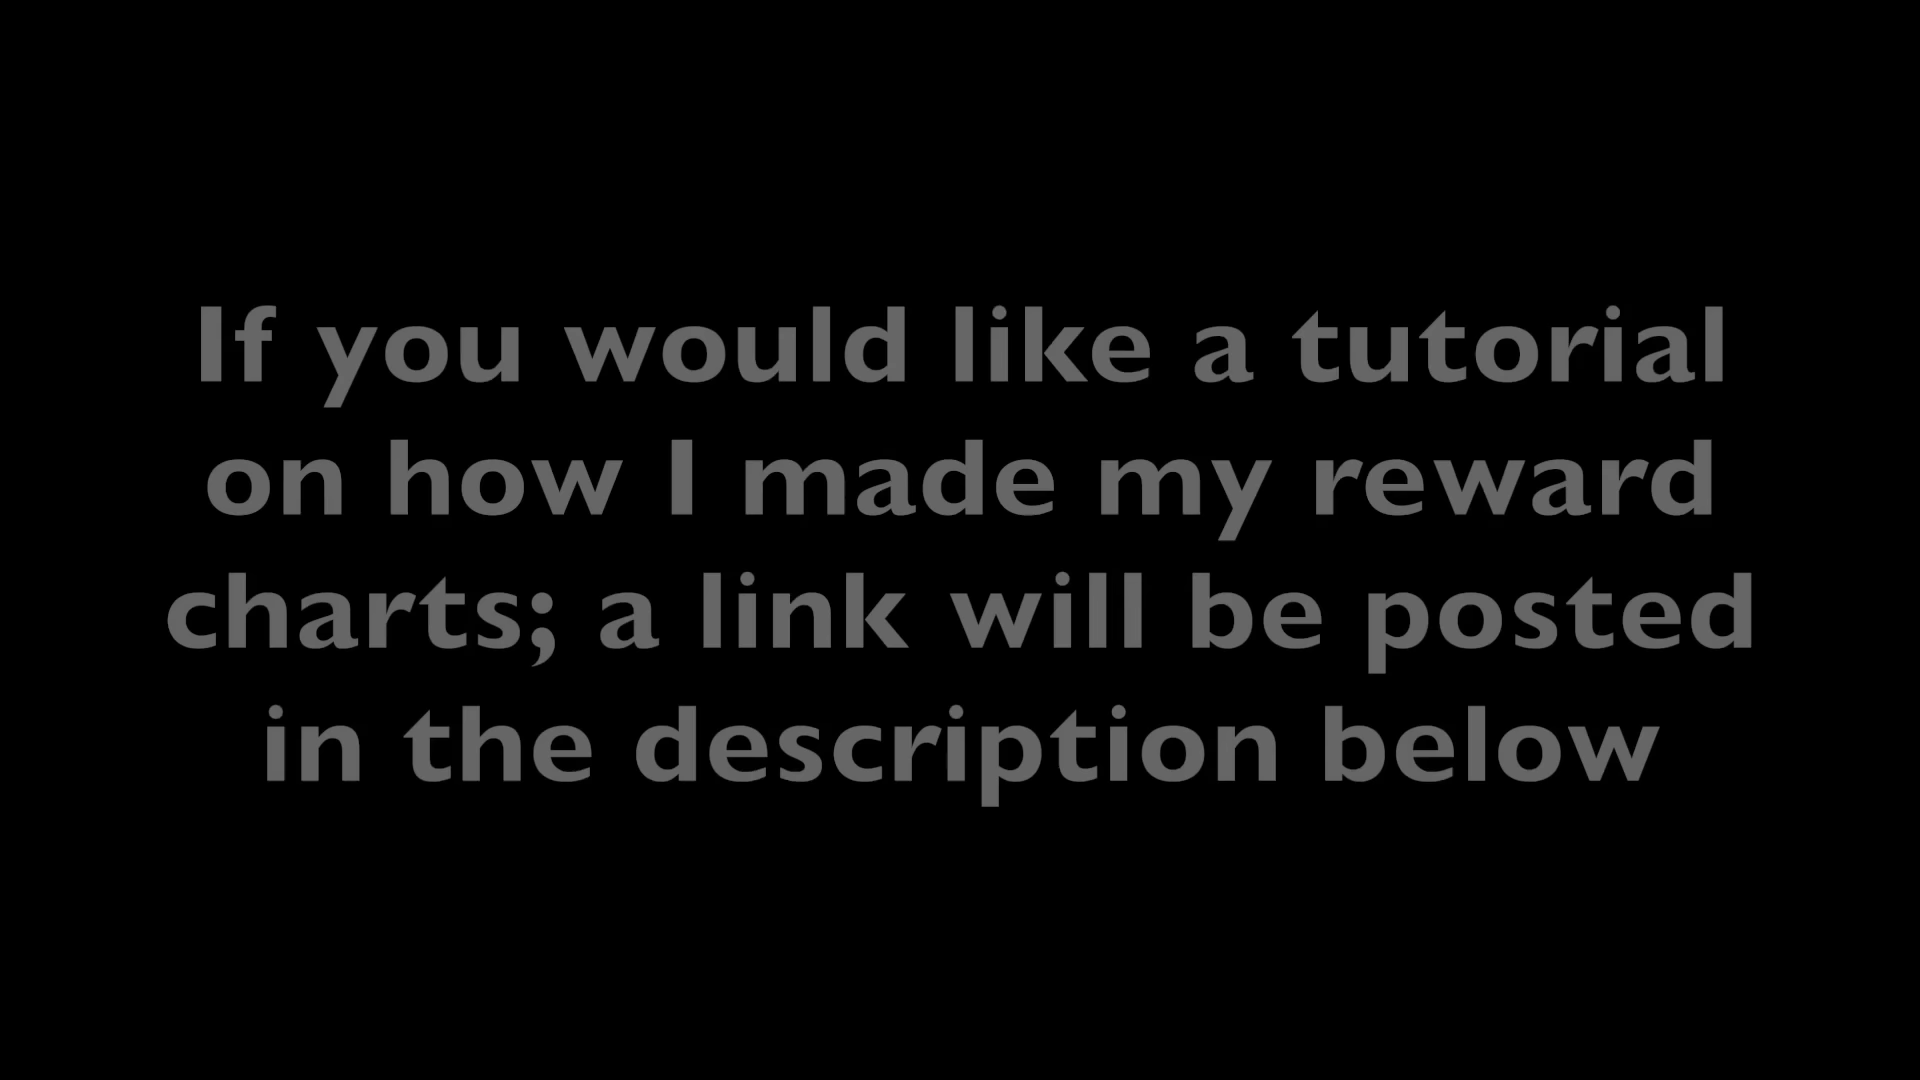 If you would like a tutorial
on how I made my reward
charts; a link will be posted
in the description below